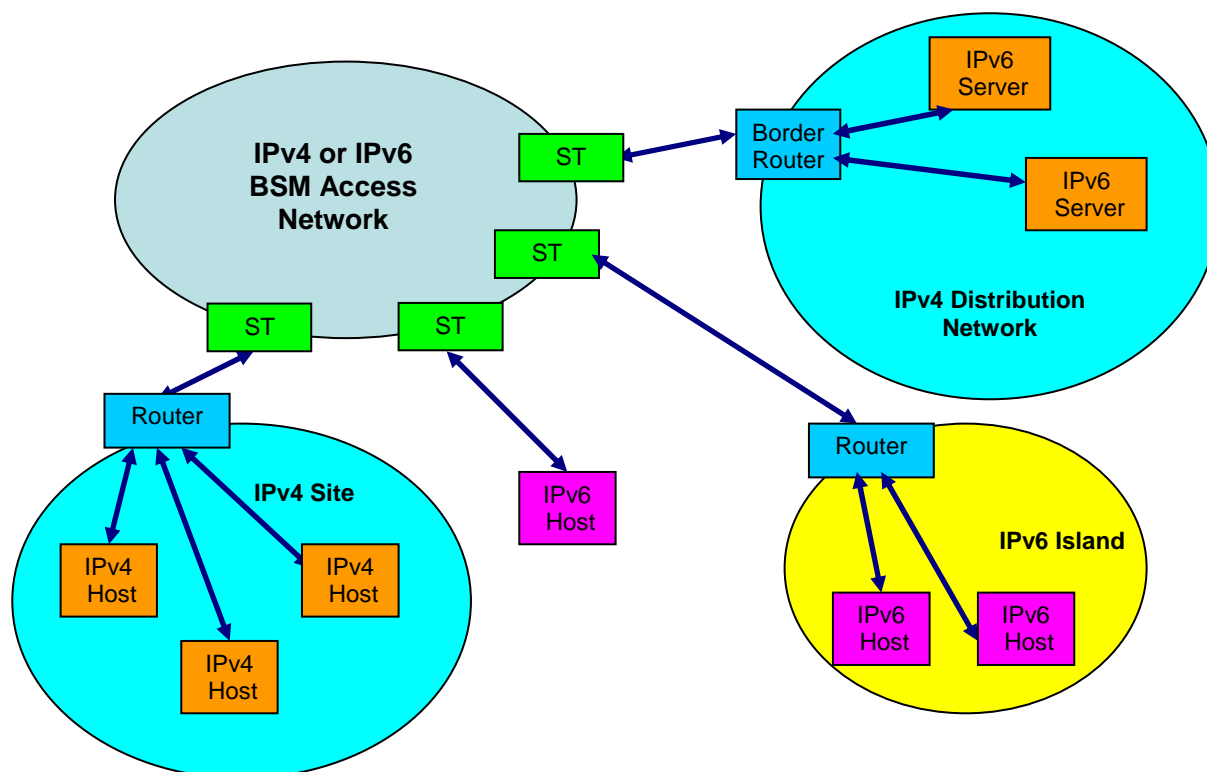 IPv6
Server
IPv4 or IPv6
BSM Access
Network
ST
Border
Router
IPv6
Server
ST
IPv4 Distribution
Network
ST
ST
Router
Router
IPv4 Site
IPv6
Host
IPv6 Island
IPv4
Host
IPv4
Host
IPv6
Host
IPv6
Host
IPv4
Host